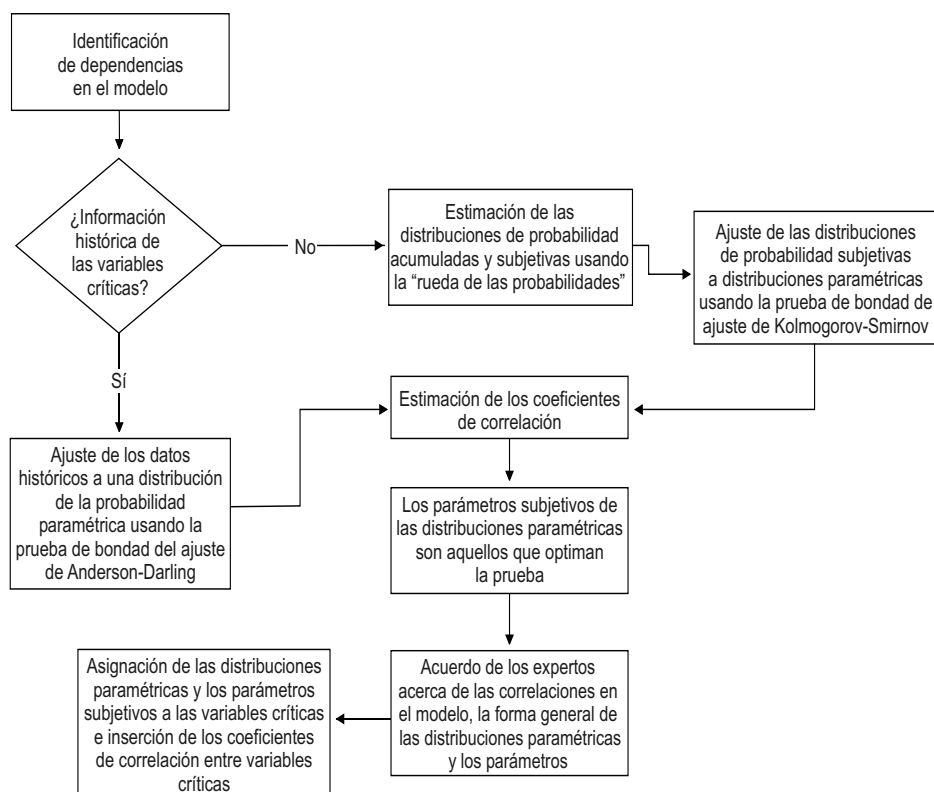 Identificación
de dependencias
en el modelo
¿Información
histórica de
las variables
críticas?
No
Estimación de las
distribuciones de probabilidad
acumuladas y subjetivas usando
la “rueda de las probabilidades”
Ajuste de las distribuciones
de probabilidad subjetivas
a distribuciones paramétricas
usando la prueba de bondad de
ajuste de Kolmogorov-Smirnov
Sí
Ajuste de los datos
históricos a una distribución
de la probabilidad
paramétrica usando la
prueba de bondad del ajuste
de Anderson-Darling
Estimación de los coeficientes
de correlación
Los parámetros subjetivos de
las distribuciones paramétricas
son aquellos que optiman
la prueba
Acuerdo de los expertos
acerca de las correlaciones en
el modelo, la forma general de
las distribuciones paramétricas
y los parámetros
Asignación de las distribuciones
paramétricas y los parámetros
subjetivos a las variables críticas
e inserción de los coeficientes
de correlación entre variables
críticas